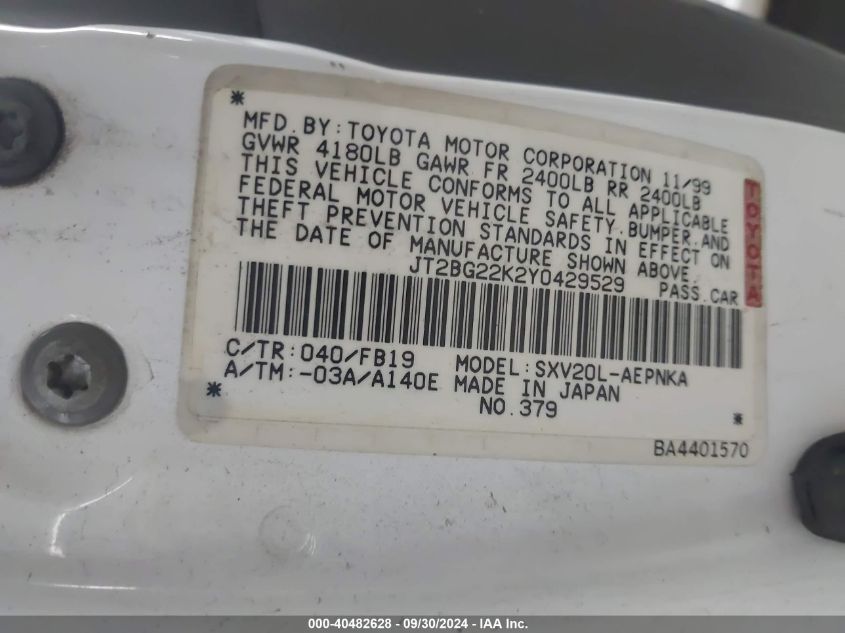 MFD. BY: TOYOTA MOTOR CORPORATION 11/99
GVWR 4180LB GAWR FR 2400LB RR 2400LB
THIS VEHICLE CONFORMS TO ALL APPLICABLE
FEDERAL MOTOR VEHICLE SAFETY, BUMPER, AND
THEFT PREVENTION STANDARDS IN EFFECT ON
THE DATE OF MANUFACTURE SHOWN ABOVE.
JT2BG22K2Y0429529 PASS. CAR
TOYOTA
C/TR: 040/FB19 MODEL: SXV20L-AEPNKA
A/TM: -03A/A140E MADE IN JAPAN
NO. 379
BA4401570
000-40482628 - 09/30/2024 - IEA Inc.